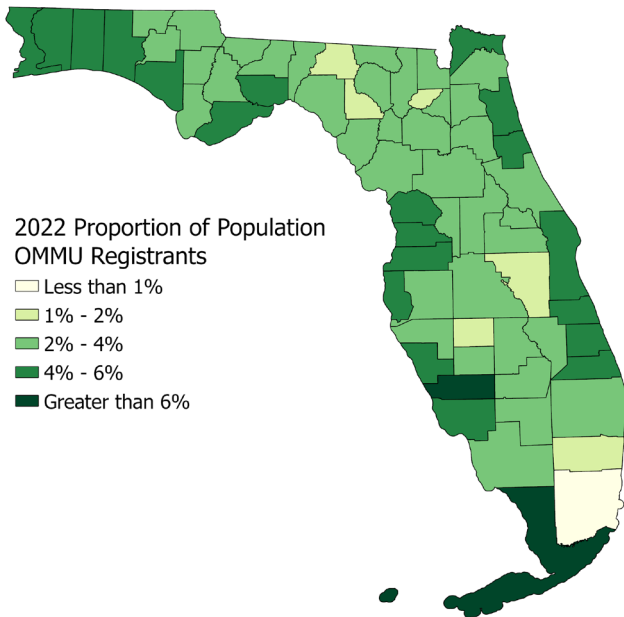 2022 Proportion of Population
OMMU Registrants
Less than 1%
1% - 2%
2% - 4%
4% - 6%
Greater than 6%